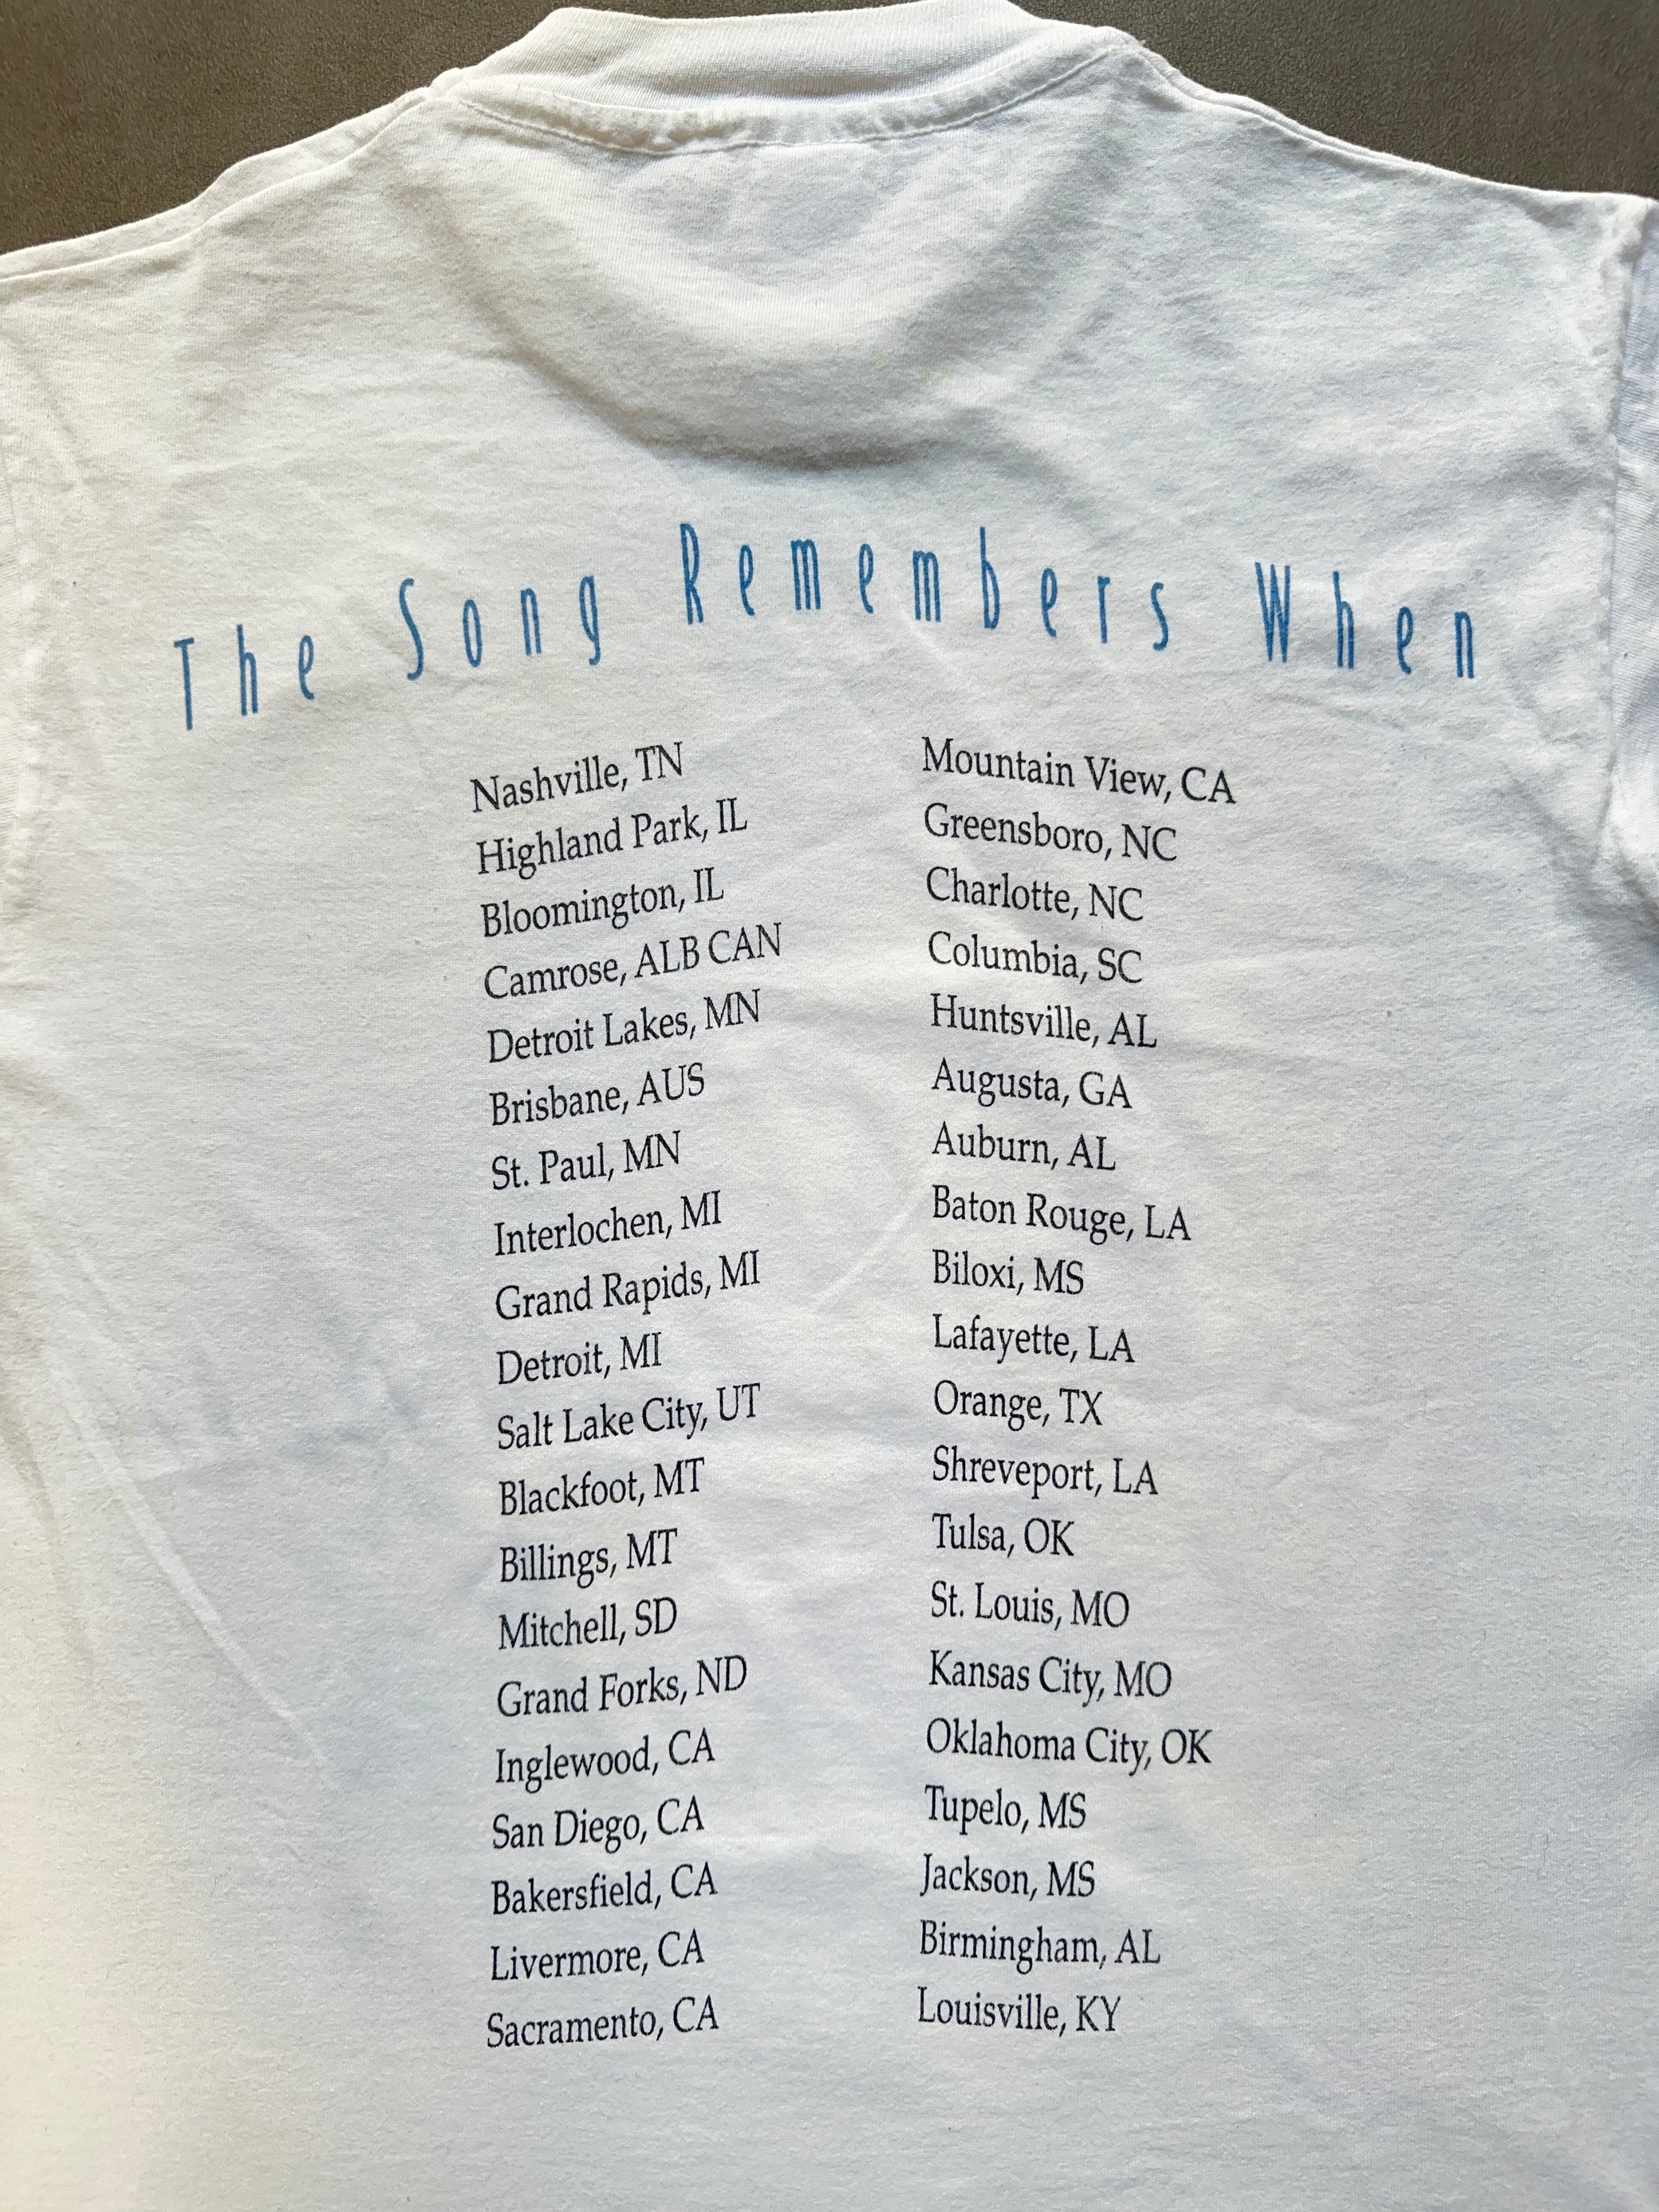 The Song Remembers When
Nashville, TN
Highland Park, IL
Bloomington, IL
Camrose, ALB CAN
Detroit Lakes, MN
Brisbane, AUS
St. Paul, MN
Interlochen, MI
Grand Rapids, MI
Detroit, MI
Salt Lake City, UT
Blackfoot, MT
Billings, MT
Mitchell, SD
Grand Forks, ND
Inglewood, CA
San Diego, CA
Bakersfield, CA
Livermore, CA
Sacramento, CA
Mountain View, CA
Greensboro, NC
Charlotte, NC
Columbia, SC
Huntsville, AL
Augusta, GA
Auburn, AL
Baton Rouge, LA
Biloxi, MS
Lafayette, LA
Orange, TX
Shreveport, LA
Tulsa, OK
St. Louis, MO
Kansas City, MO
Oklahoma City, OK
Tupelo, MS
Jackson, MS
Birmingham, AL
Louisville, KY